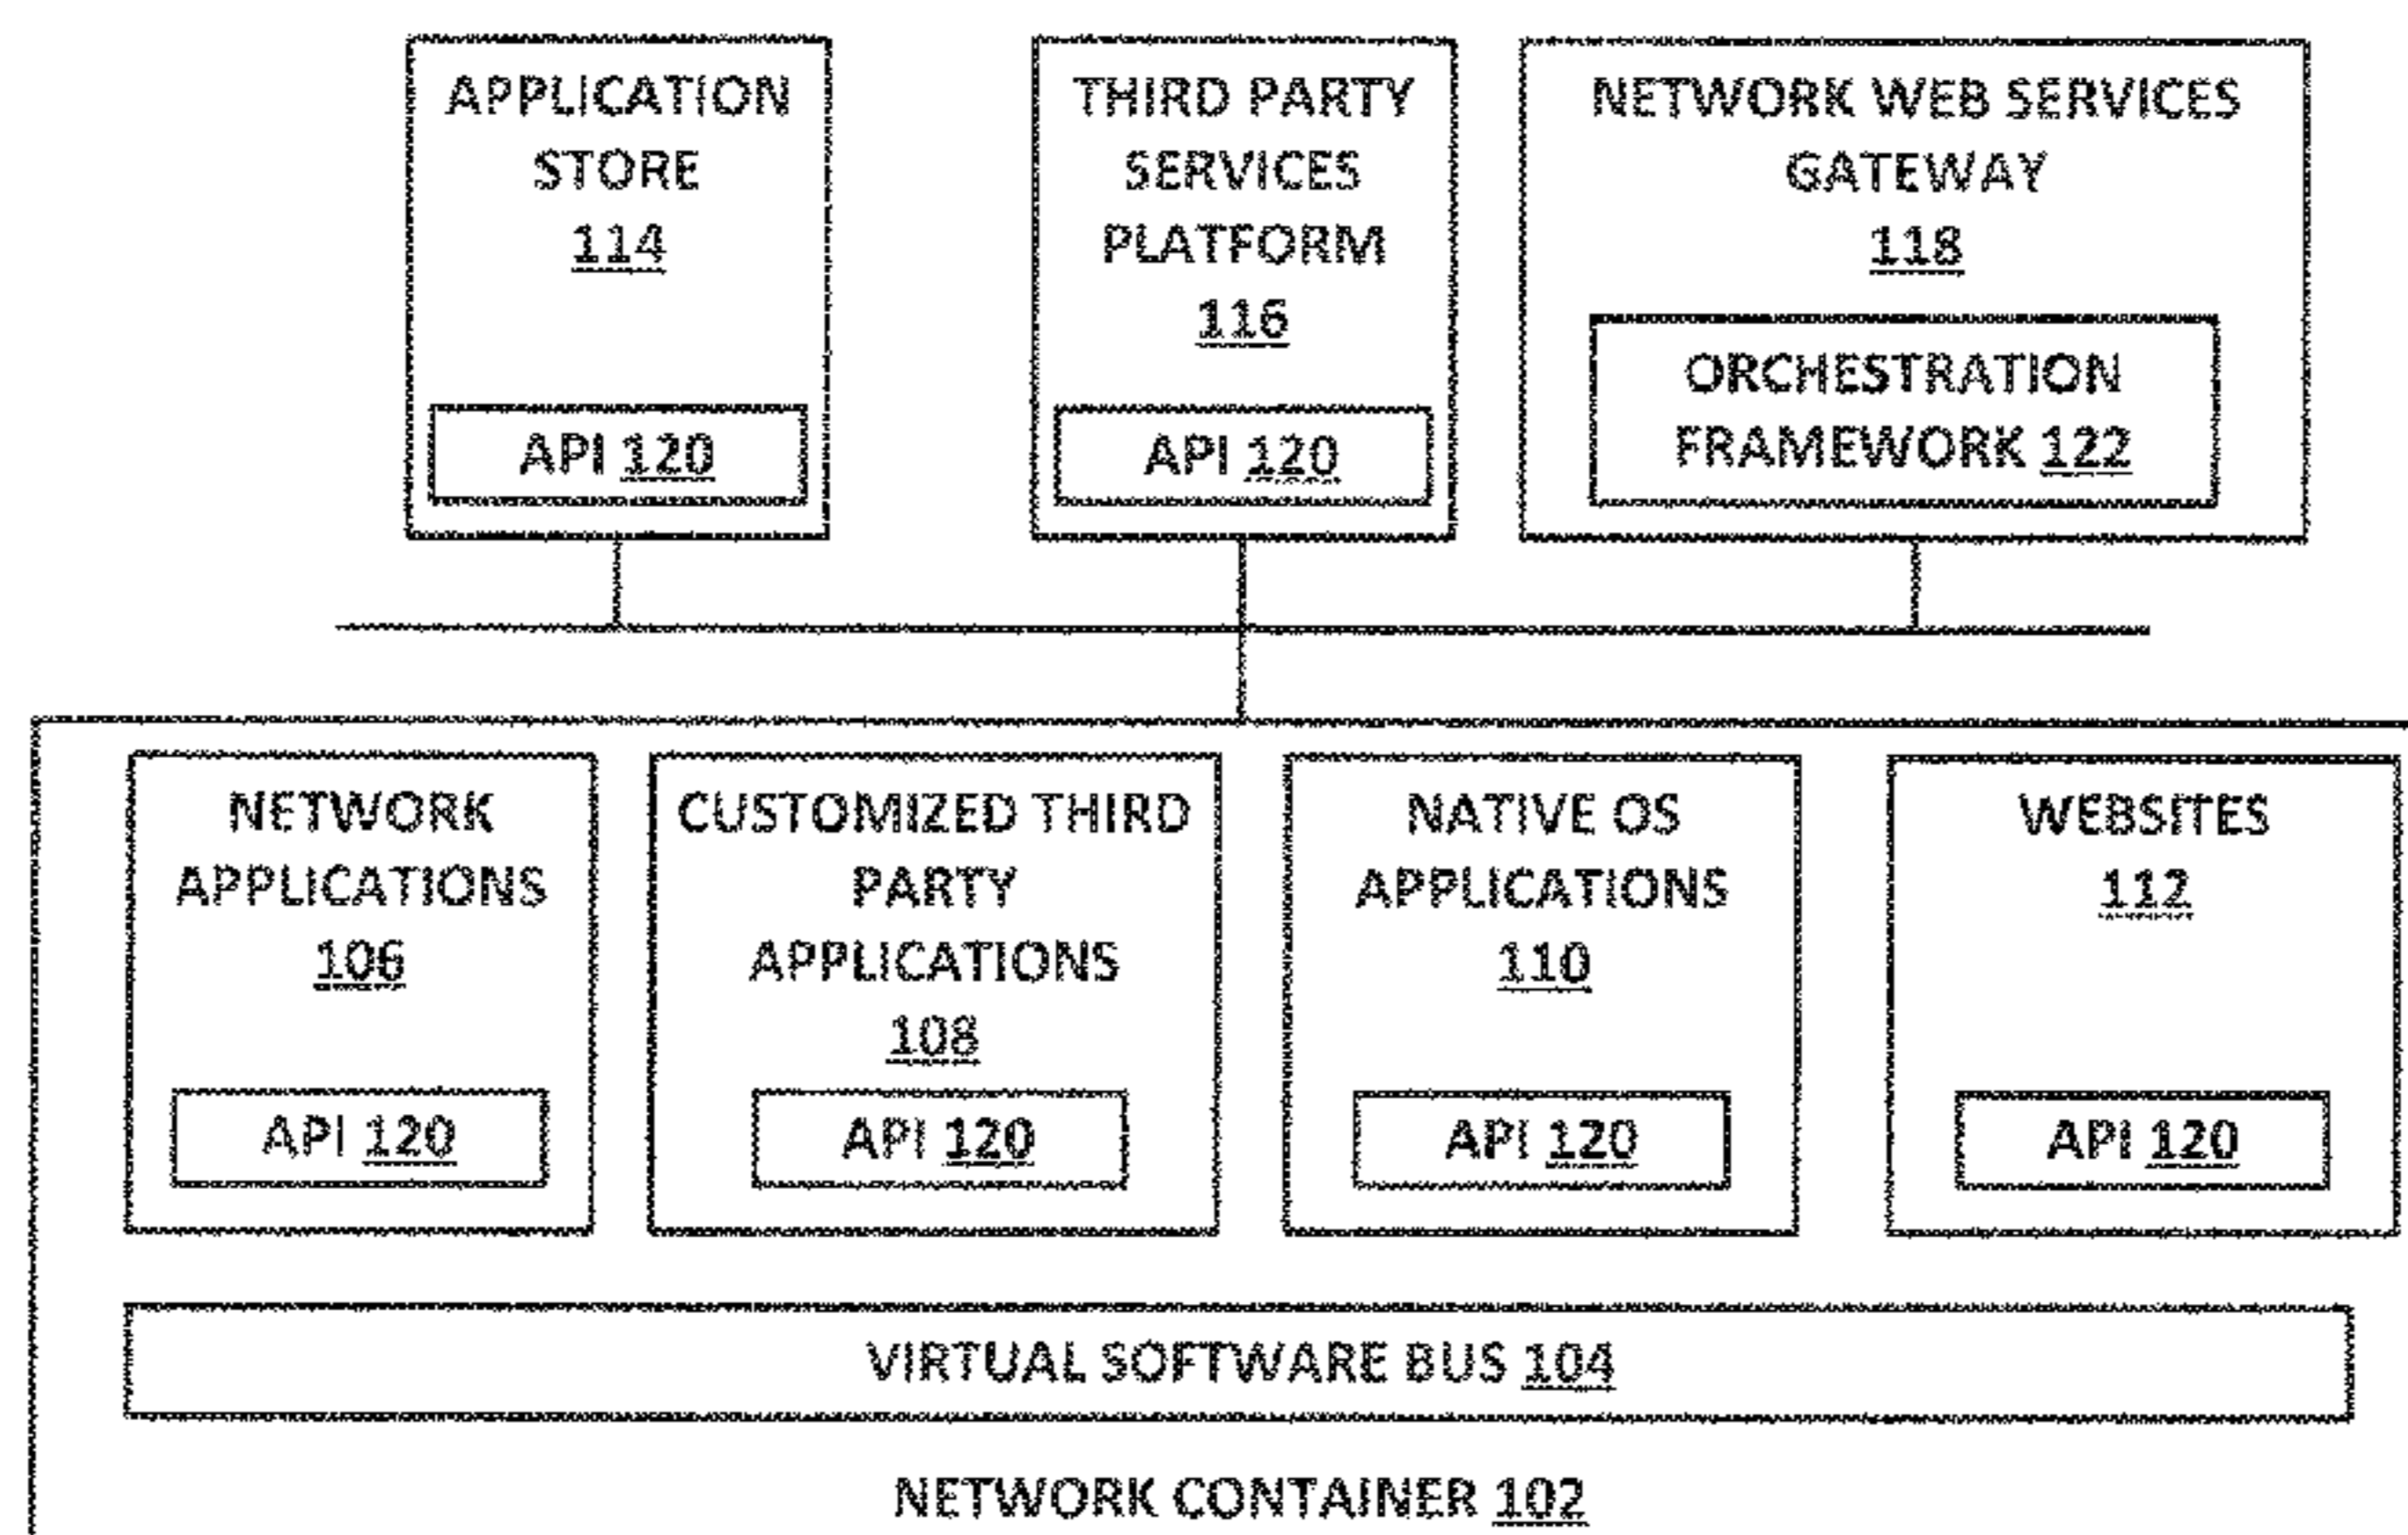 APPLICATION
STORE
114
API 120
THIRD PARTY
SERVICES
PLATFORM
116
API 120
NETWORK WEB SERVICES
GATEWAY
118
ORCHESTRATION
FRAMEWORK 122
NETWORK
APPLICATIONS
106
API 120
CUSTOMIZED THIRD
PARTY
APPLICATIONS
108
API 120
NATIVE OS
APPLICATIONS
110
API 120
WEBSITES
112
API 120
VIRTUAL SOFTWARE BUS 104
NETWORK CONTAINER 102